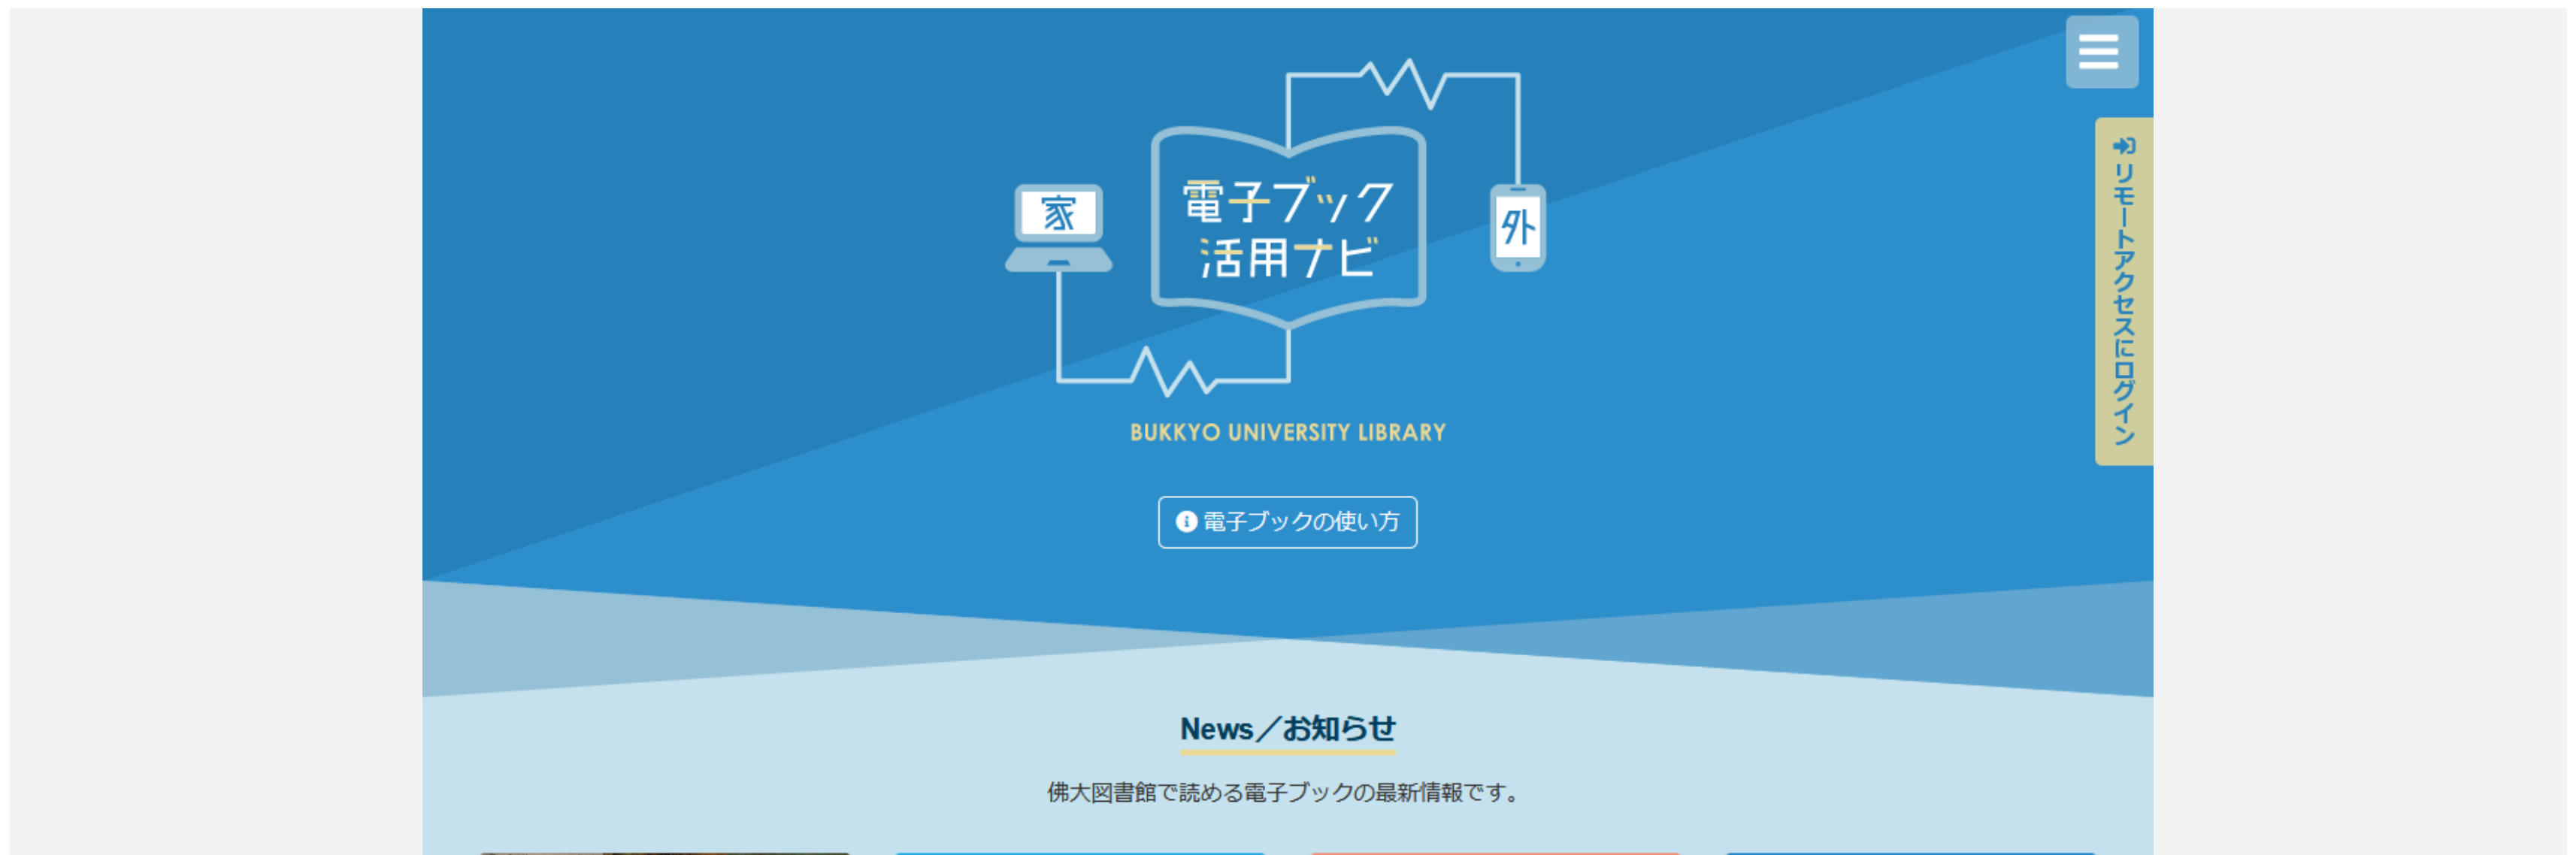 電子ブック
活用ナビ
家
外
BUKKYO UNIVERSITY LIBRARY
リモートアクセスにログイン
電子ブックの使い方
News／お知らせ
佛大図書館で読める電子ブックの最新情報です。